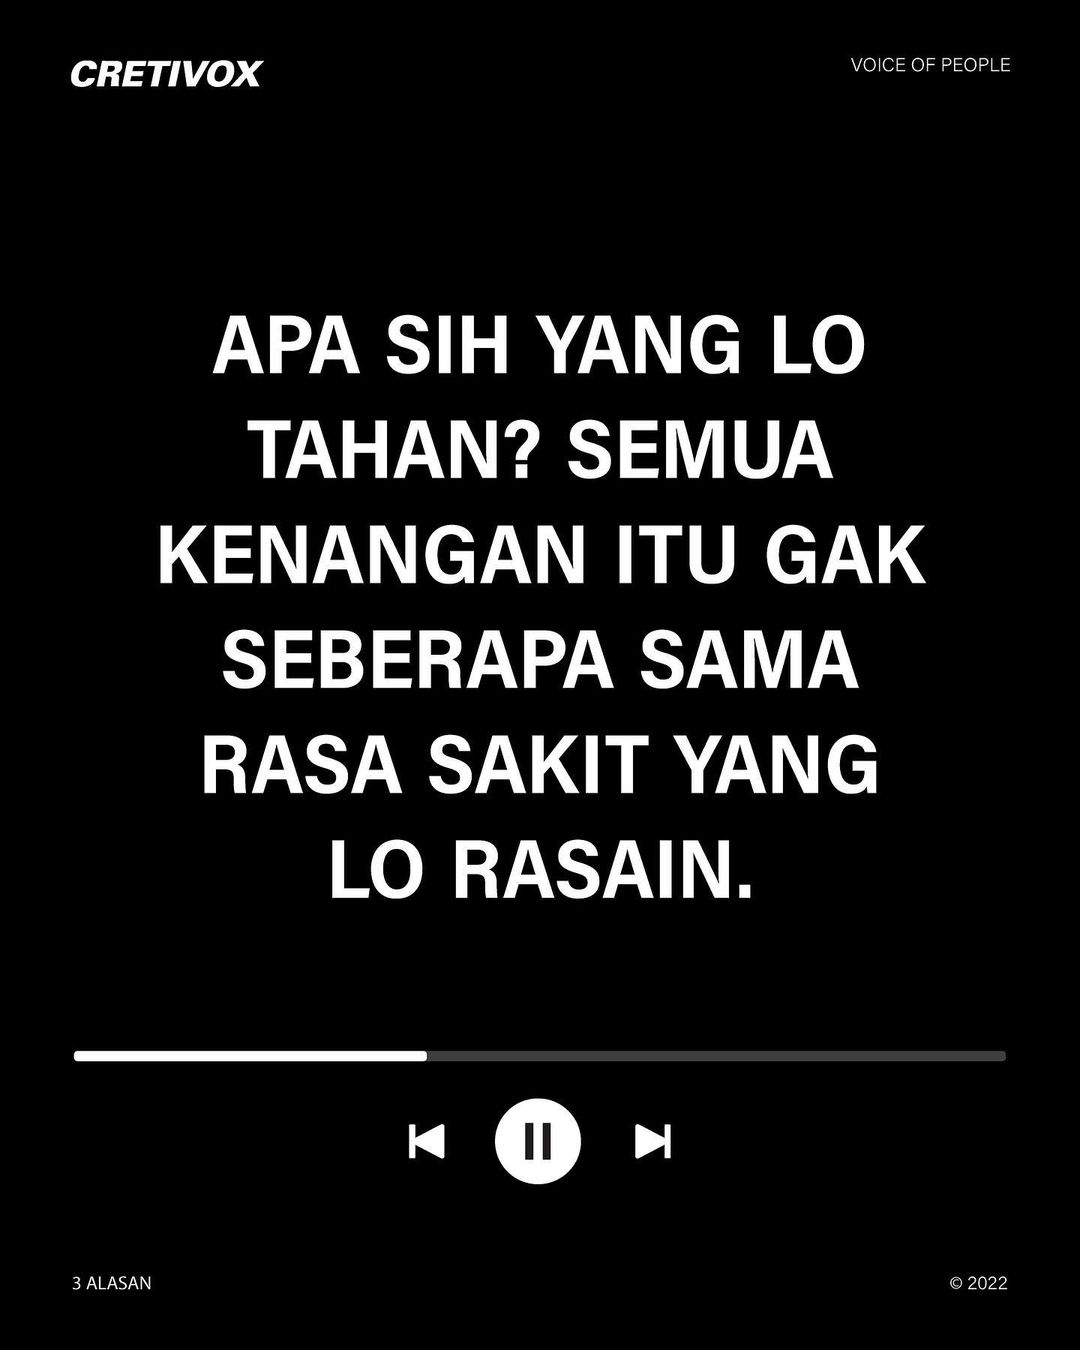 CRETIVOX
VOICE OF PEOPLE
APA SIH YANG LO
TAHAN? SEMUA
KENANGAN ITU GAK
SEBERAPA SAMA
RASA SAKIT YANG
LO RASAIN.
3 ALASAN
© 2022